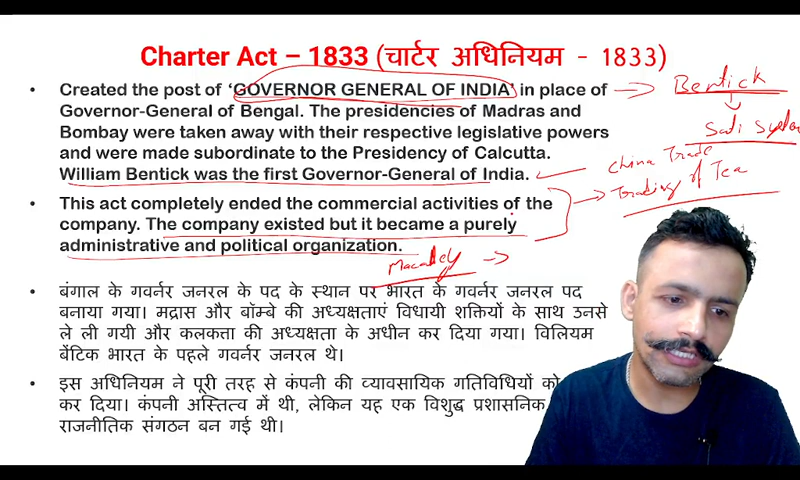 Charter Act – 1833 (चार्टर अधिनियम - 1833)
• Created the post of ‘GOVERNOR GENERAL OF INDIA’ in place of
Governor-General of Bengal. The presidencies of Madras and
Bombay were taken away with their respective legislative powers
and were made subordinate to the Presidency of Calcutta.
William Bentick was the first Governor-General of India.
• This act completely ended the commercial activities of the
company. The company existed but it became a purely
administrative and political organization.
Bentick
Sati System
China Trade
Trading of Tea
• बंगाल के गवर्नर जनरल के पद के स्थान पर भारत के गवर्नर जनरल पद
बनाया गया। मद्रास और बॉम्बे की अध्यक्षताएं विधायी शक्तियों के साथ उनसे
ले ली गयी और कलकत्ता की अध्यक्षता के अधीन कर दिया गया। विलियम
बेंटिक भारत के पहले गवर्नर जनरल थे।
• इस अधिनियम ने पूरी तरह से कंपनी की व्यावसायिक गतिविधियों को
कर दिया। कंपनी अस्तित्व में थी, लेकिन यह एक विशुद्ध प्रशासनिक
राजनीतिक संगठन बन गई थी।